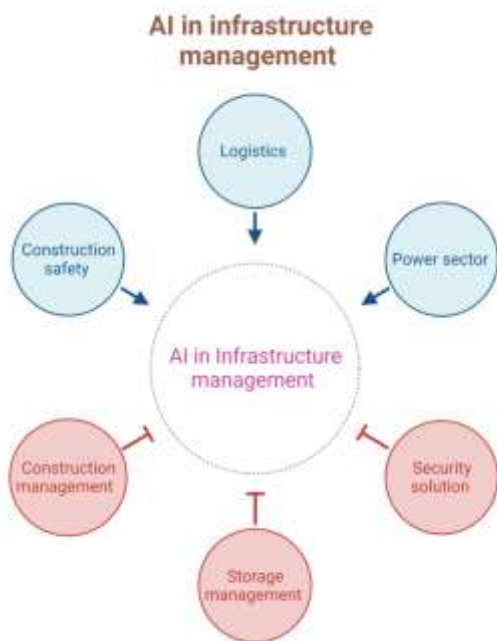 AI in infrastructure
management
Logistics
Construction
safety
Power sector
AI in Infrastructure
management
Construction
management
Security
solution
Storage
management